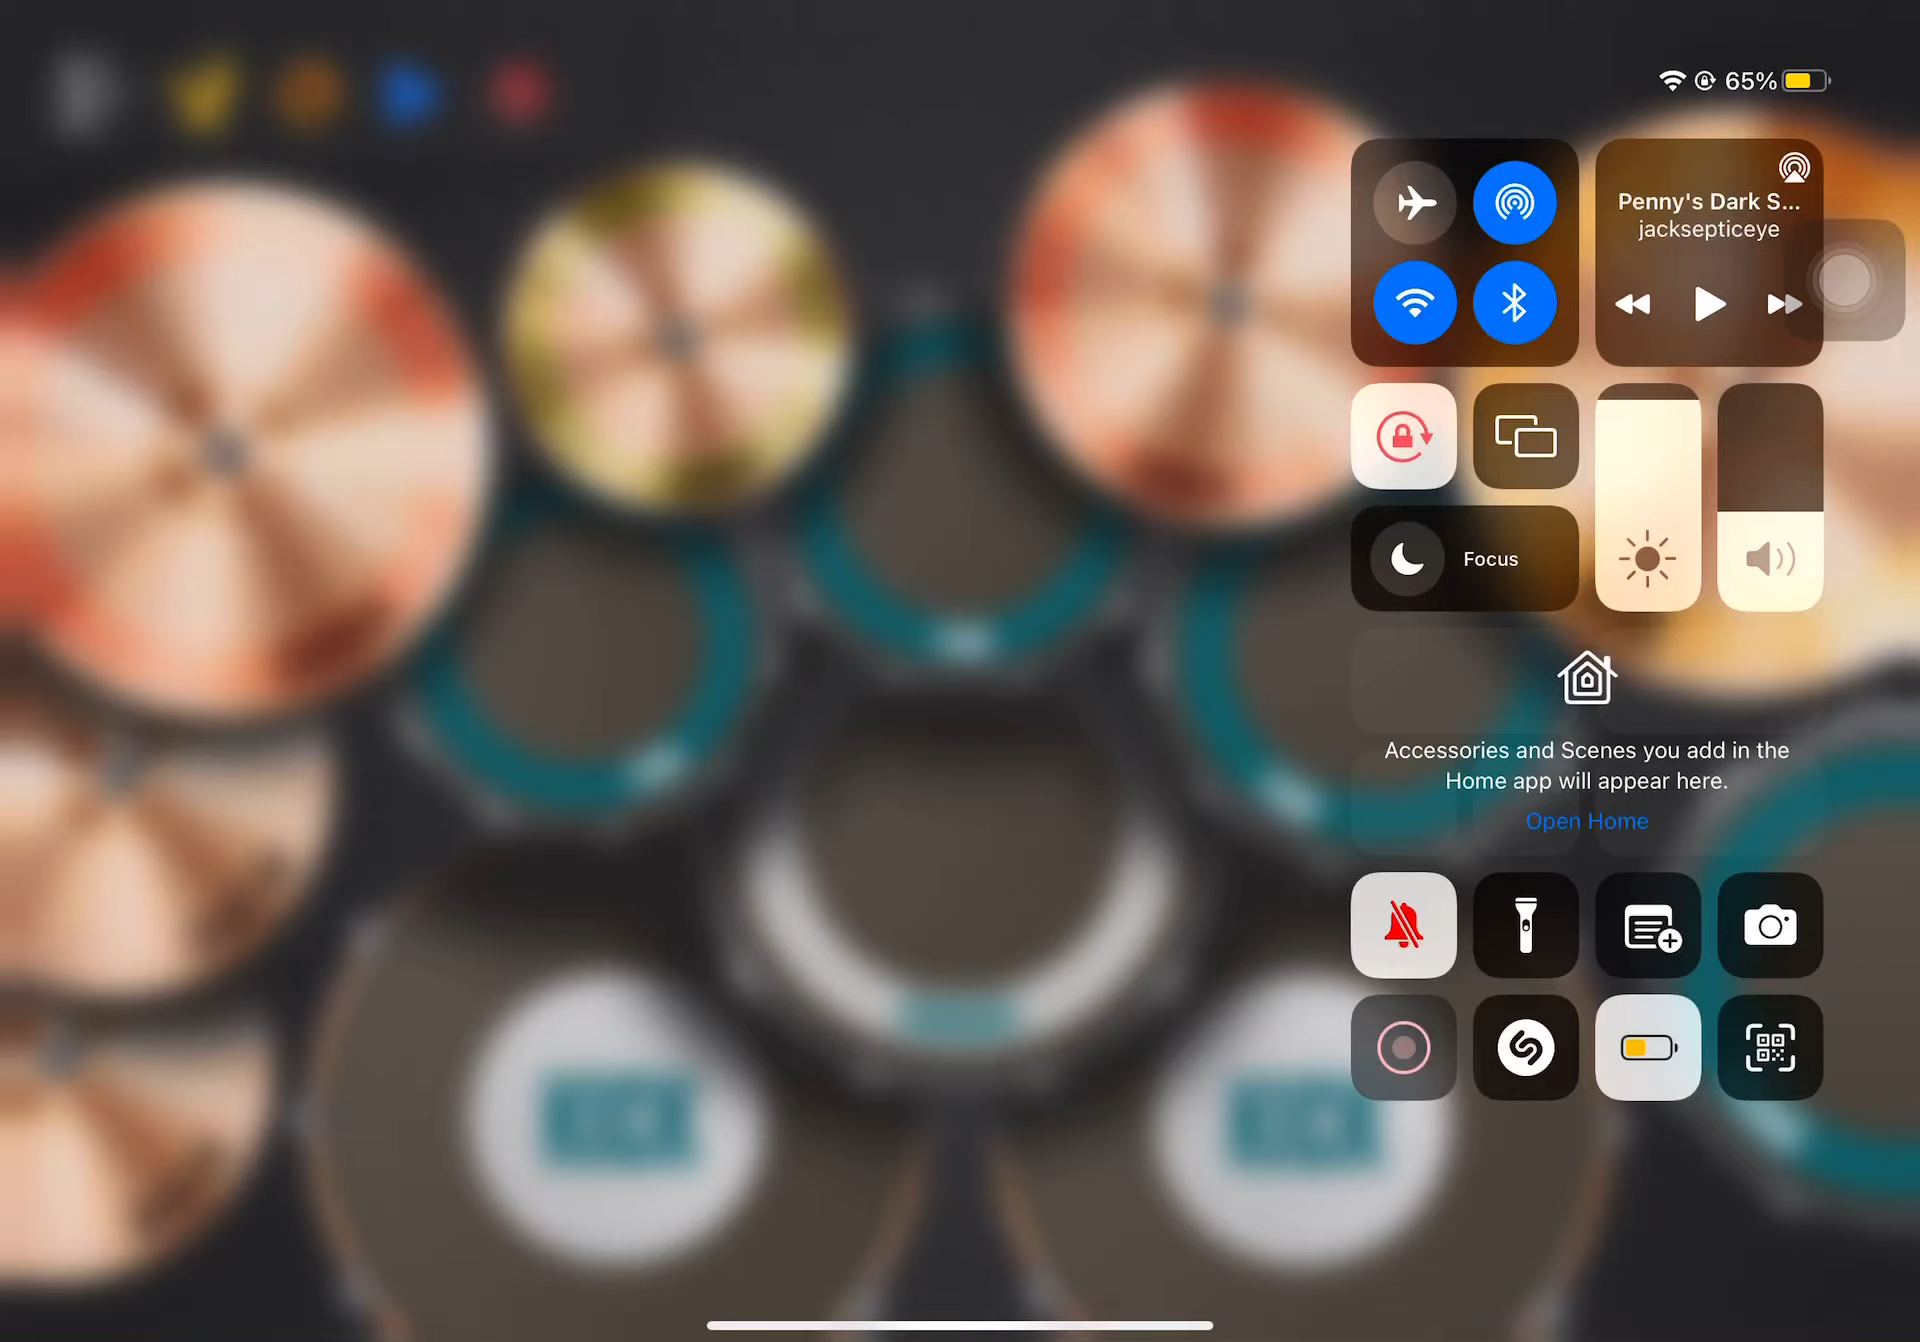 65%
Penny's Dark S...
jacksepticeye
Focus
Accessories and Scenes you add in the
Home app will appear here.
Open Home